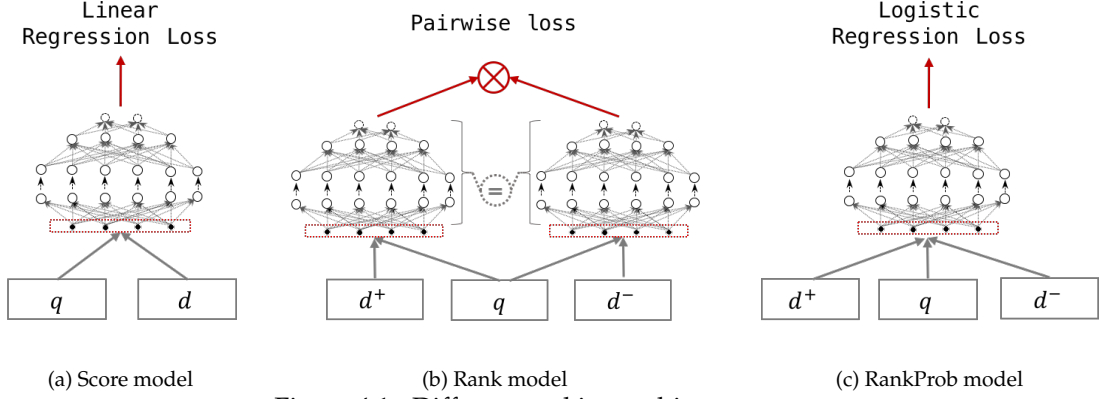 Linear
Regression Loss
Pairwise loss
Logistic
Regression Loss
=
q
d
d⁺
q
d⁻
d⁺
q
d⁻
(a) Score model
(b) Rank model
(c) RankProb model